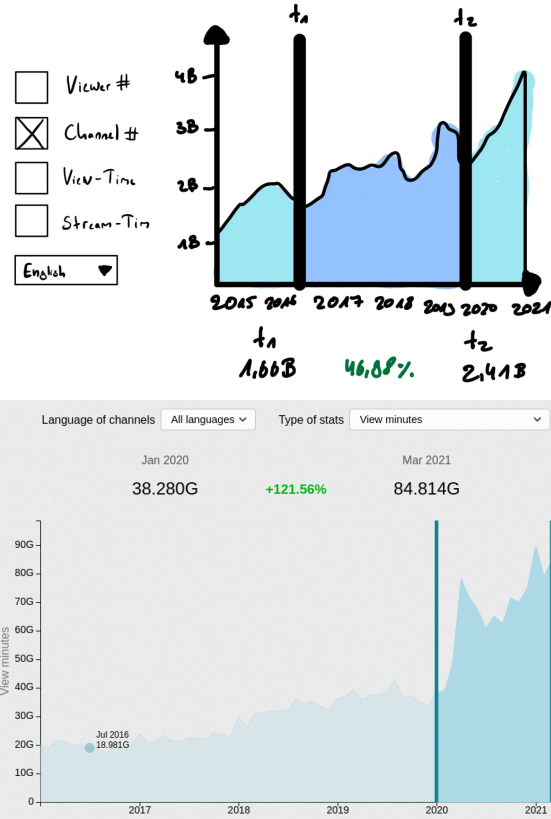 t1 t2
Viewer #
Channel #
View-Time
Stream-Tim
English
4B
3B
2B
1B
2015 2016 2017 2018 2019 2020 2021
t1 t2
1,66B 46,88% 2,41B
Language of channels All languages Type of stats View minutes
Jan 2020 Mar 2021
38.280G +121.56% 84.814G
View minutes
90G
80G
70G
60G
50G
40G
30G
20G
10G
0
Jul 2016
18.981G
2017 2018 2019 2020 2021